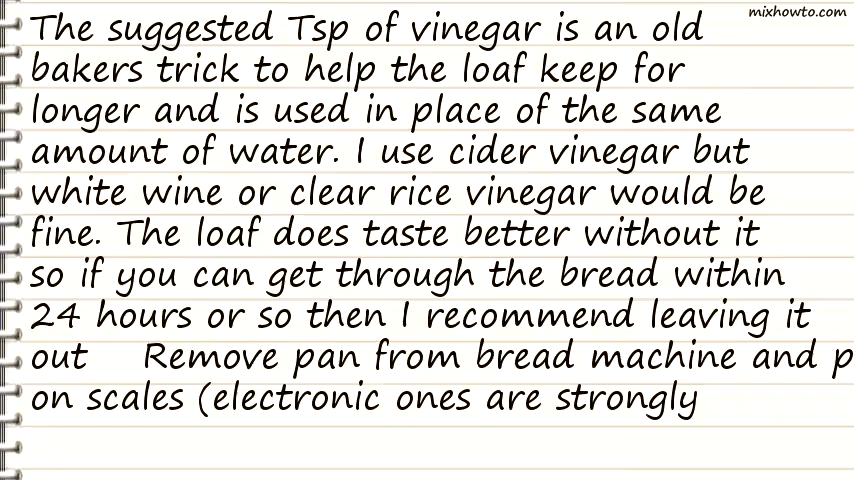 mixhowto.com
The suggested Tsp of vinegar is an old
bakers trick to help the loaf keep for
longer and is used in place of the same
amount of water. I use cider vinegar but
white wine or clear rice vinegar would be
fine. The loaf does taste better without it
so if you can get through the bread within
24 hours or so then I recommend leaving it
out Remove pan from bread machine and p
on scales (electronic ones are strongly